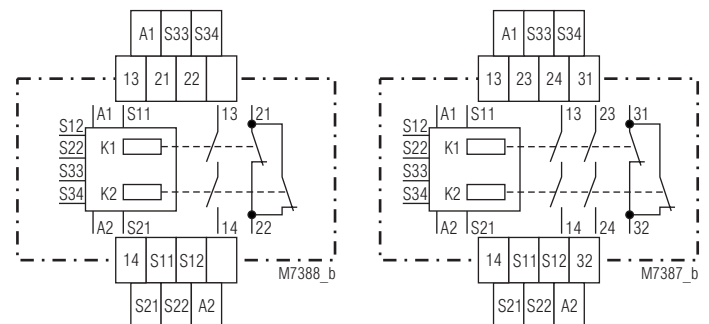 A1 S33 S34
13 21 22
A1 S11
13 21
S12
S22
S33
S34
K1
K2
A2 S21
14 22
14 S11 S12
M7388_b
S21 S22 A2
A1 S33 S34
13 23 24 31
A1 S11
13 23 31
S12
S22
S33
S34
K1
K2
A2 S21
14 24 32
14 S11 S12 32
M7387_b
S21 S22 A2